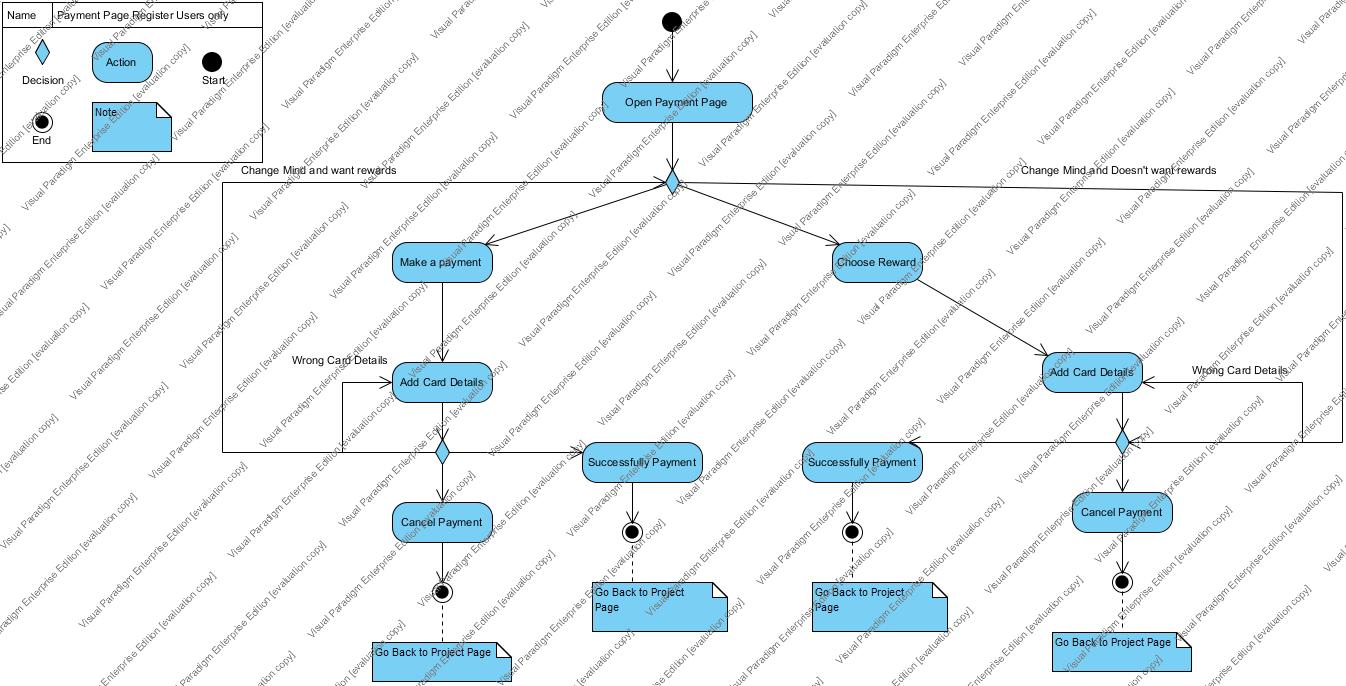 Name Payment Page Register Users only
Decision
Action
Start
End
Note
Open Payment Page
Change Mind and want rewards
Change Mind and Doesn't want rewards
Make a payment
Choose Reward
Wrong Card Details
Add Card Details
Add Card Details
Wrong Card Details
Successfully Payment
Successfully Payment
Cancel Payment
Cancel Payment
Go Back to Project
Page
Go Back to Project
Page
Go Back to Project Page
Go Back to Project Page
Visual Paradigm Enterprise Edition [evaluation copy]